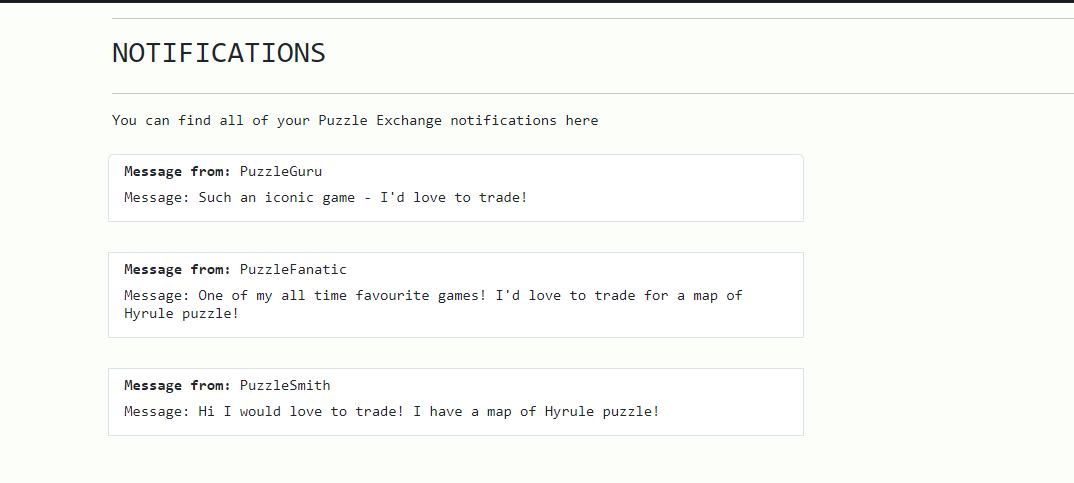 NOTIFICATIONS
You can find all of your Puzzle Exchange notifications here
Message from: PuzzleGuru
Message: Such an iconic game - I'd love to trade!
Message from: PuzzleFanatic
Message: One of my all time favourite games! I'd love to trade for a map of
Hyrule puzzle!
Message from: PuzzleSmith
Message: Hi I would love to trade! I have a map of Hyrule puzzle!